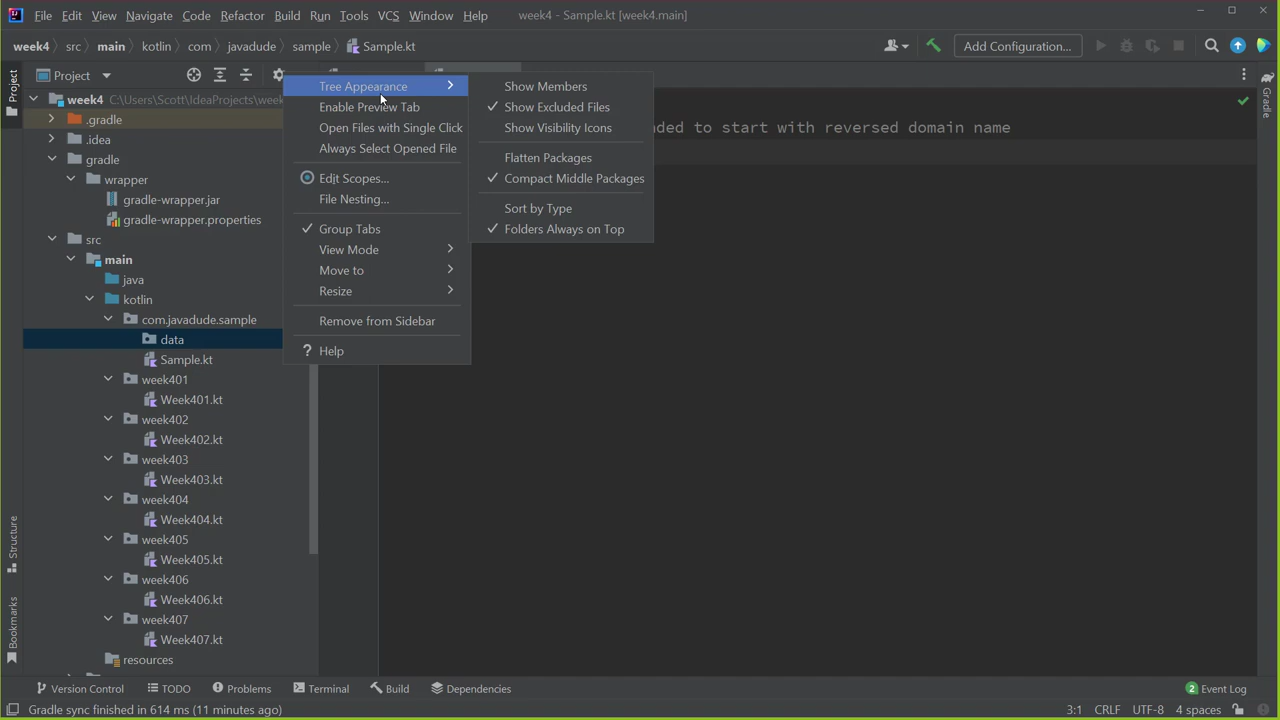 File Edit View Navigate Code Refactor Build Run Tools VCS Window Help week4 - Sample.kt [week4.main]
week4 src main kotlin com javadude sample Sample.kt Add Configuration...
Project
Project
week4 C:\Users\Scott\IdeaProjects\week
.gradle
.idea
gradle
wrapper
gradle-wrapper.jar
gradle-wrapper.properties
src
main
java
kotlin
com.javadude.sample
data
Sample.kt
week401
Week401.kt
week402
Week402.kt
week403
Week403.kt
week404
Week404.kt
week405
Week405.kt
week406
Week406.kt
week407
Week407.kt
resources
Tree Appearance
Enable Preview Tab
Open Files with Single Click
Always Select Opened File
Edit Scopes...
File Nesting...
Group Tabs
View Mode
Move to
Resize
Remove from Sidebar
? Help
Show Members
Show Excluded Files
Show Visibility Icons
Flatten Packages
Compact Middle Packages
Sort by Type
Folders Always on Top
nded to start with reversed domain name
Gradle
Structure
Bookmarks
Version Control TODO Problems Terminal Build Dependencies 2 Event Log
Gradle sync finished in 614 ms (11 minutes ago) 3:1 CRLF UTF-8 4 spaces